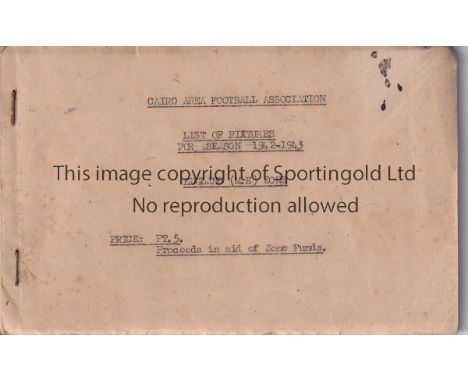 CAIRO AREA FOOTBALL ASSOCIATION
LIST OF FIXTURES
FOR SEASON 1942-1943
This image copyright of Sportingold Ltd
ZONE
No reproduction allowed
PRICE: PT.5.
Proceeds in aid of Zone Funds.